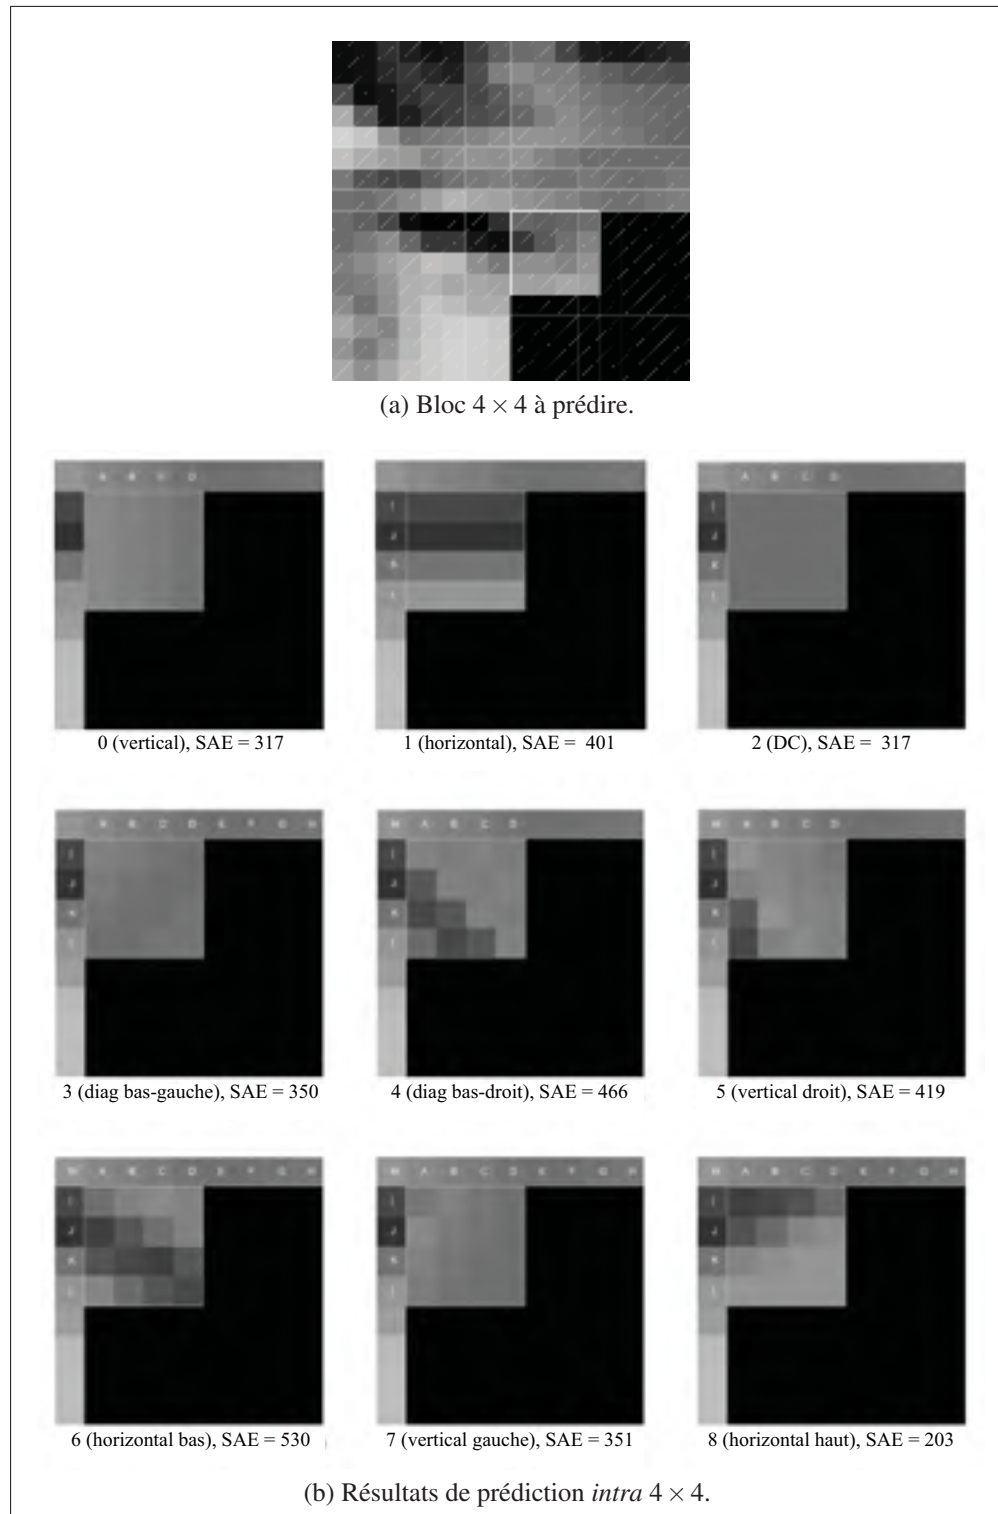 (a) Bloc 4 × 4 à prédire.
A B C D
I
J
K
I
A B C D
I
J
K
0 (vertical), SAE = 317
1 (horizontal), SAE = 401
2 (DC), SAE = 317
A B C D E F G H
I
J
K
M A B C D
I
J
K
M A B C D
I
J
K
3 (diag bas-gauche), SAE = 350
4 (diag bas-droit), SAE = 466
5 (vertical droit), SAE = 419
M A B C D E F G H
I
J
K
M A B C D E F G H
I
J
K
M A B C D E F G H
I
J
K
6 (horizontal bas), SAE = 530
7 (vertical gauche), SAE = 351
8 (horizontal haut), SAE = 203
(b) Résultats de prédiction intra 4 × 4.